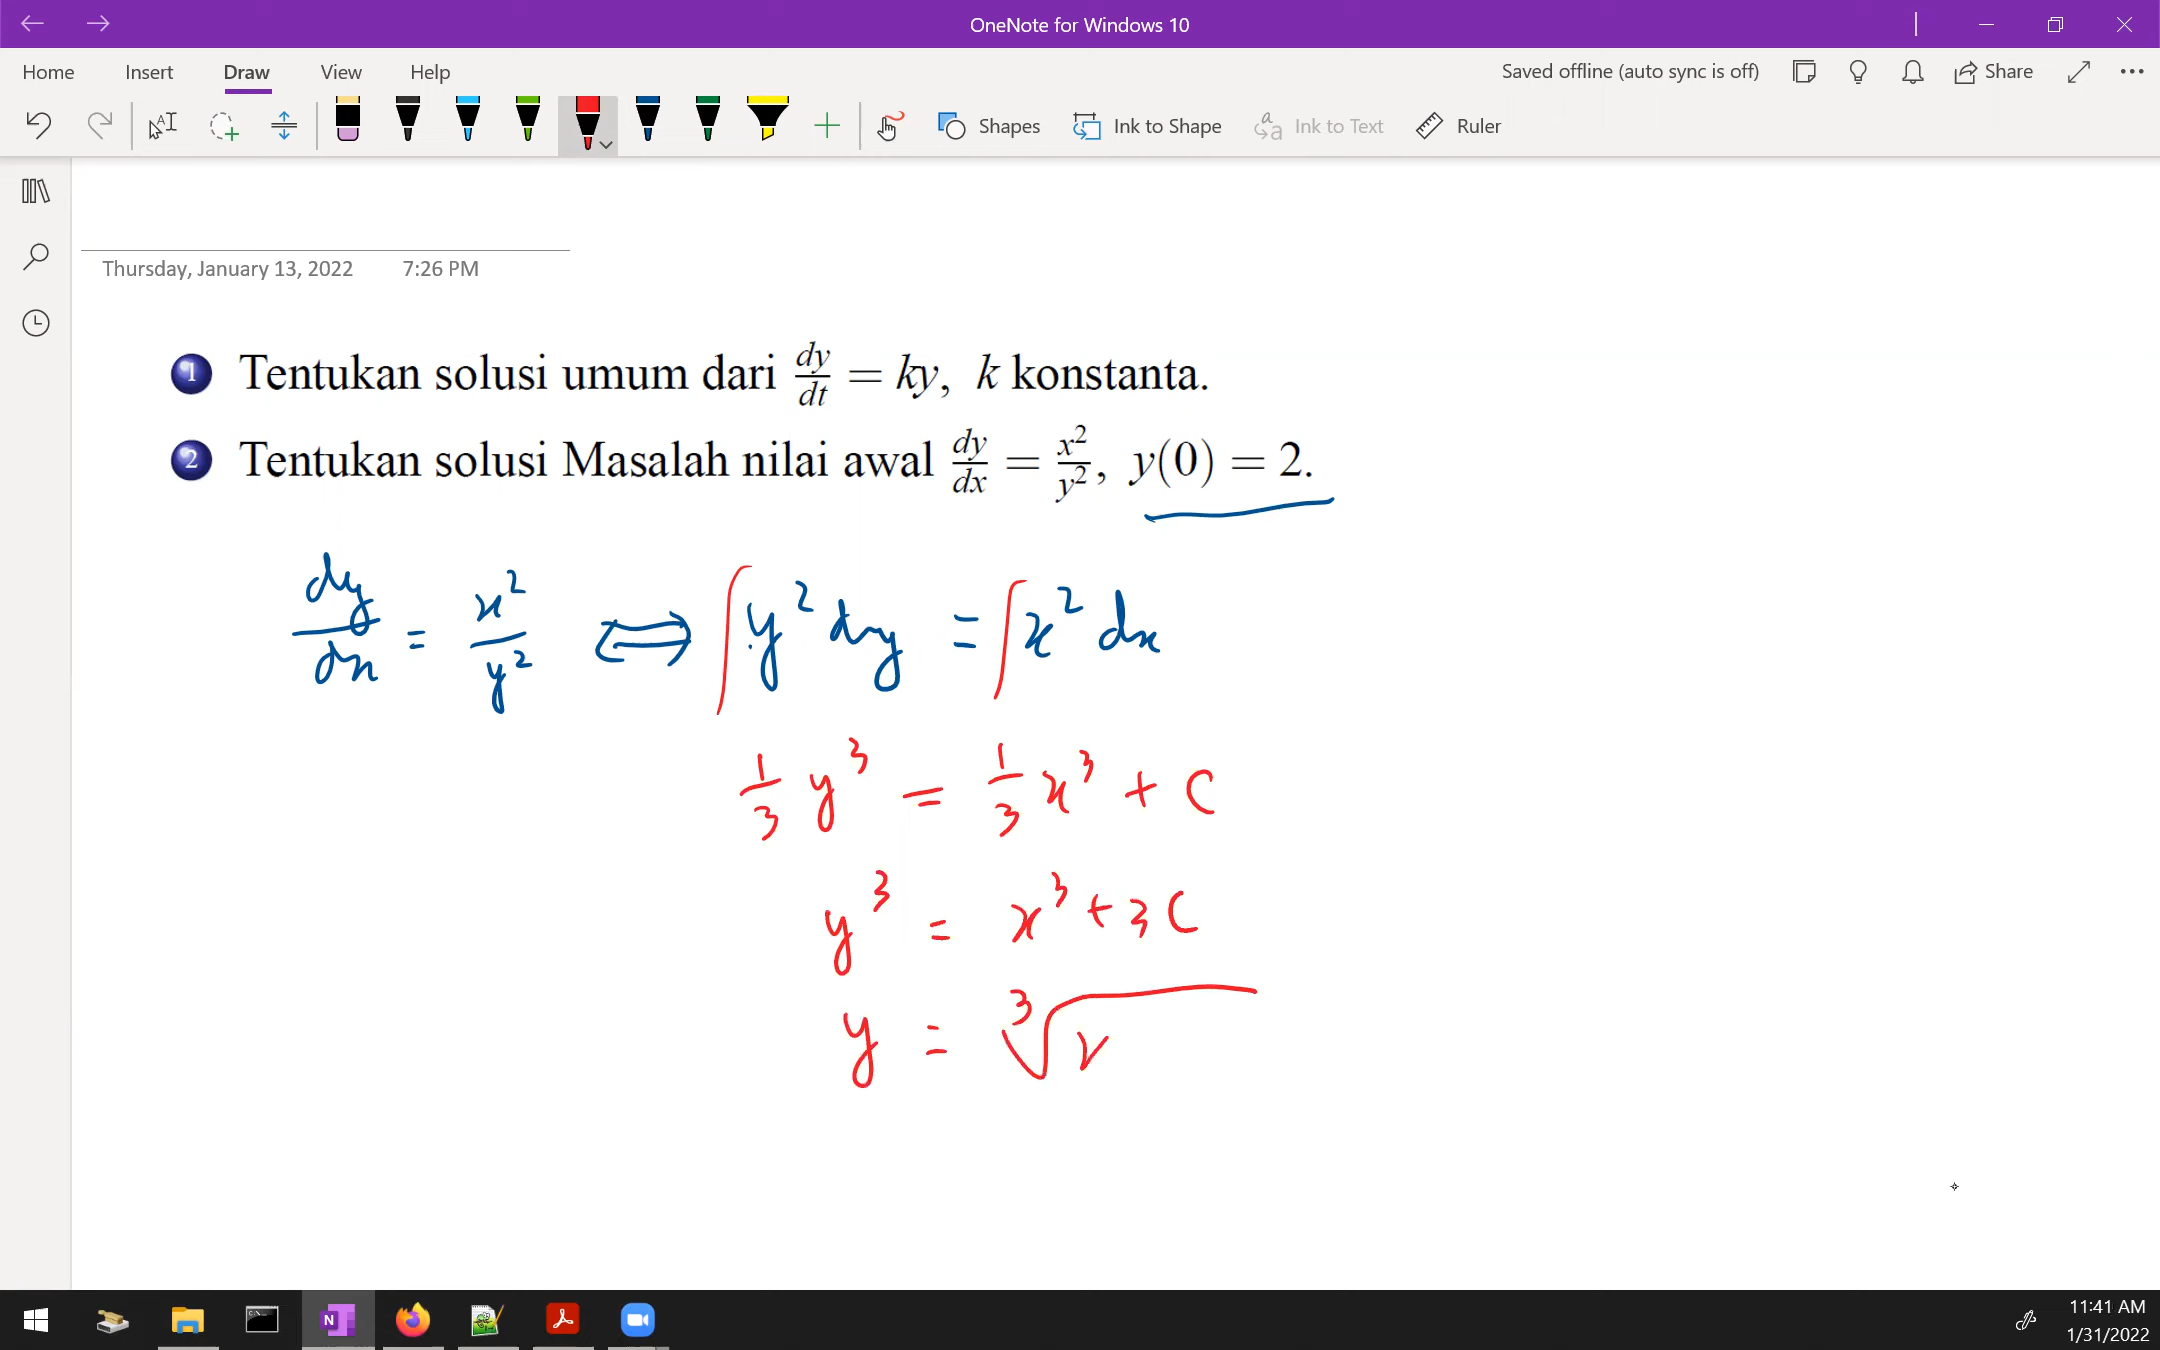 OneNote for Windows 10
Home Insert Draw View Help Saved offline (auto sync is off) Share
Shapes Ink to Shape Ink to Text Ruler
Thursday, January 13, 2022 7:26 PM
1 Tentukan solusi umum dari dy/dt = ky, k konstanta.
2 Tentukan solusi Masalah nilai awal dy/dx = x²/y², y(0) = 2.
dy/dx = x²/y² ⟺ ∫y² dy = ∫x² dx
1/3 y³ = 1/3 x³ + C
y³ = x³ + 3C
y = ³√
11:41 AM
1/31/2022